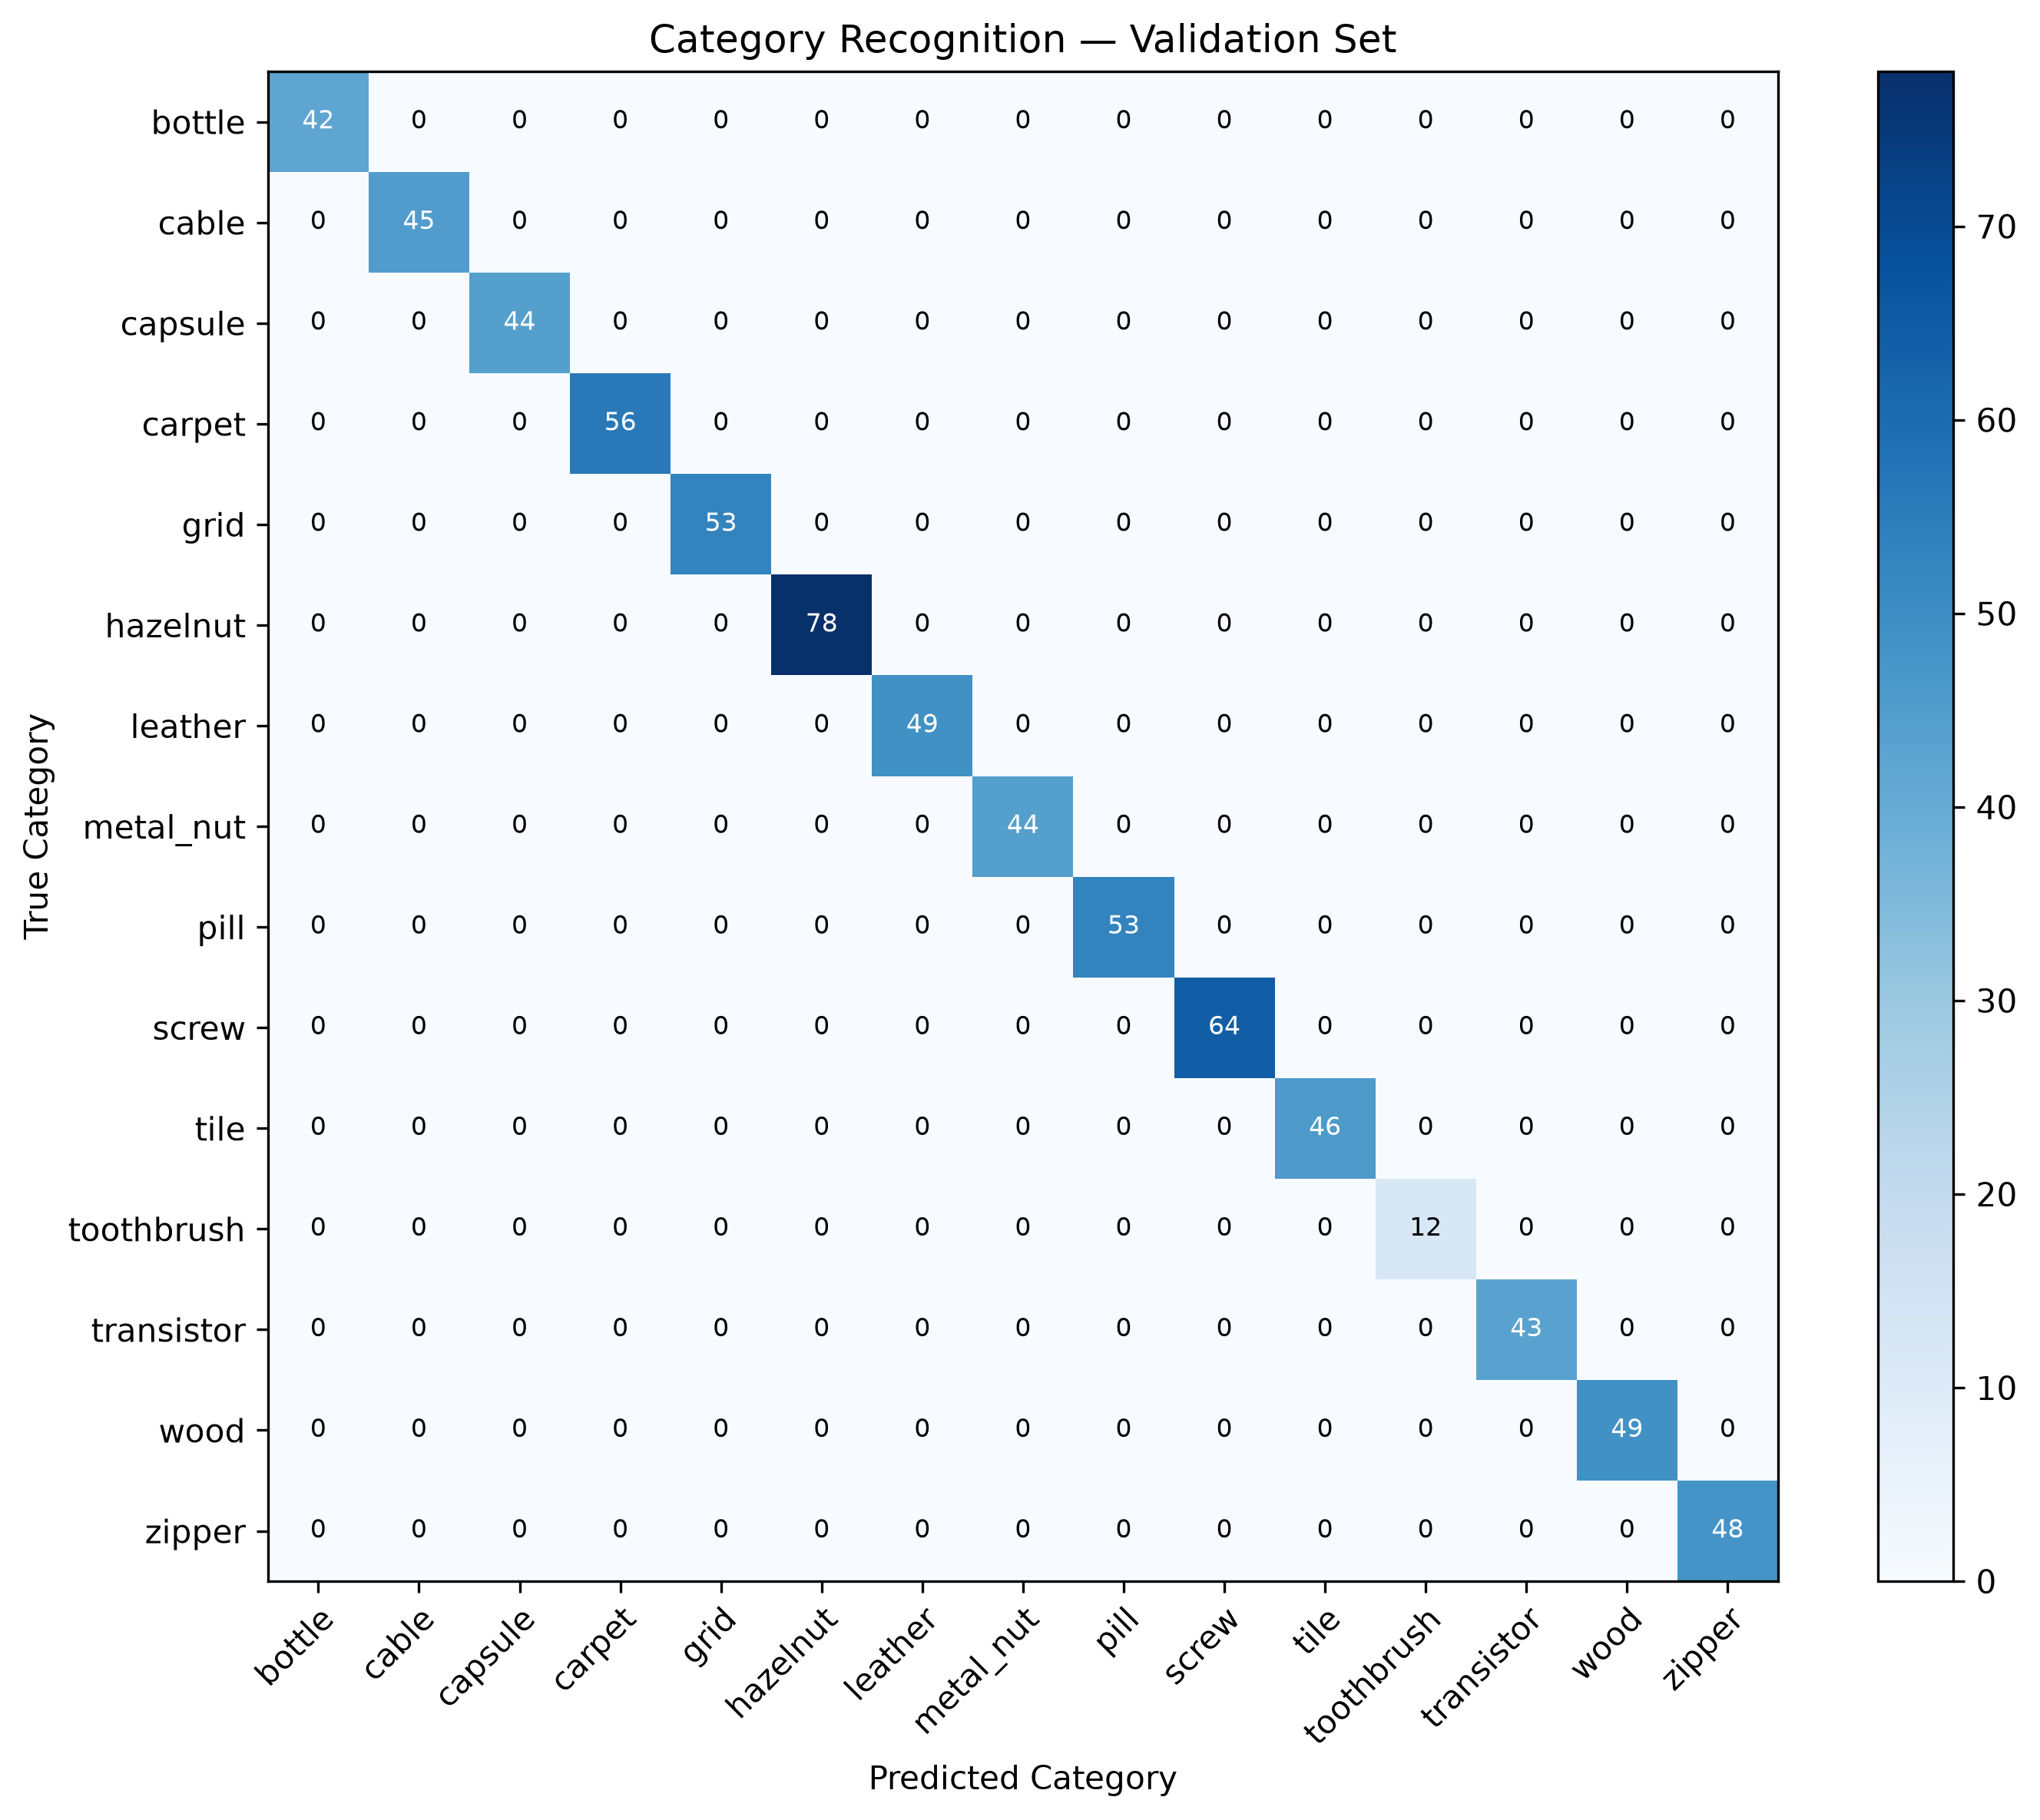 Category Recognition — Validation Set
bottle 42 0 0 0 0 0 0 0 0 0 0 0 0 0 0
cable 0 45 0 0 0 0 0 0 0 0 0 0 0 0 0
capsule 0 0 44 0 0 0 0 0 0 0 0 0 0 0 0
carpet 0 0 0 56 0 0 0 0 0 0 0 0 0 0 0
grid 0 0 0 0 53 0 0 0 0 0 0 0 0 0 0
hazelnut 0 0 0 0 0 78 0 0 0 0 0 0 0 0 0
leather 0 0 0 0 0 0 49 0 0 0 0 0 0 0 0
metal_nut 0 0 0 0 0 0 0 44 0 0 0 0 0 0 0
pill 0 0 0 0 0 0 0 0 53 0 0 0 0 0 0
screw 0 0 0 0 0 0 0 0 0 64 0 0 0 0 0
tile 0 0 0 0 0 0 0 0 0 0 46 0 0 0 0
toothbrush 0 0 0 0 0 0 0 0 0 0 0 12 0 0 0
transistor 0 0 0 0 0 0 0 0 0 0 0 0 43 0 0
wood 0 0 0 0 0 0 0 0 0 0 0 0 0 49 0
zipper 0 0 0 0 0 0 0 0 0 0 0 0 0 0 48
bottle cable capsule carpet grid hazelnut leather metal_nut pill screw tile toothbrush transistor wood zipper
Predicted Category
True Category
70
60
50
40
30
20
10
0